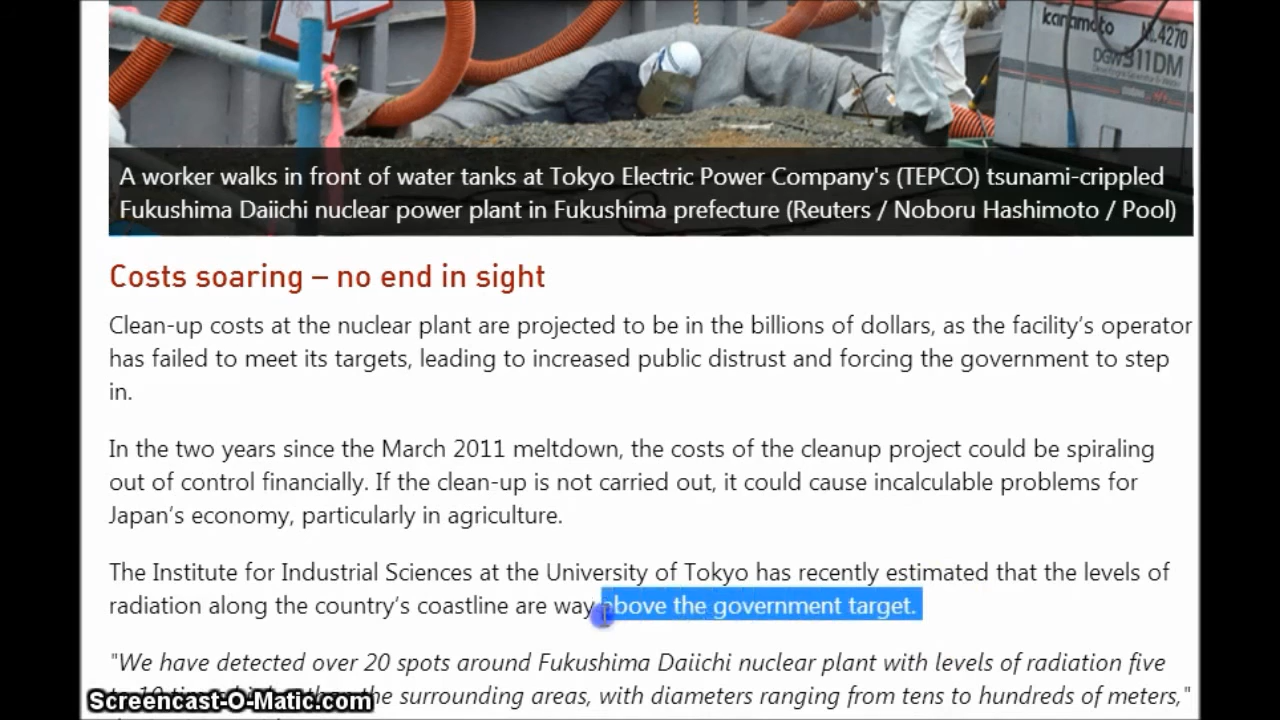 kanamoto
NL.4270
DGW311DM
A worker walks in front of water tanks at Tokyo Electric Power Company's (TEPCO) tsunami-crippled
Fukushima Daiichi nuclear power plant in Fukushima prefecture (Reuters / Noboru Hashimoto / Pool)
Costs soaring – no end in sight
Clean-up costs at the nuclear plant are projected to be in the billions of dollars, as the facility’s operator
has failed to meet its targets, leading to increased public distrust and forcing the government to step
in.
In the two years since the March 2011 meltdown, the costs of the cleanup project could be spiraling
out of control financially. If the clean-up is not carried out, it could cause incalculable problems for
Japan’s economy, particularly in agriculture.
The Institute for Industrial Sciences at the University of Tokyo has recently estimated that the levels of
radiation along the country’s coastline are way above the government target.
"We have detected over 20 spots around Fukushima Daiichi nuclear plant with levels of radiation five
the surrounding areas, with diameters ranging from tens to hundreds of meters,"
Screencast-O-Matic.com